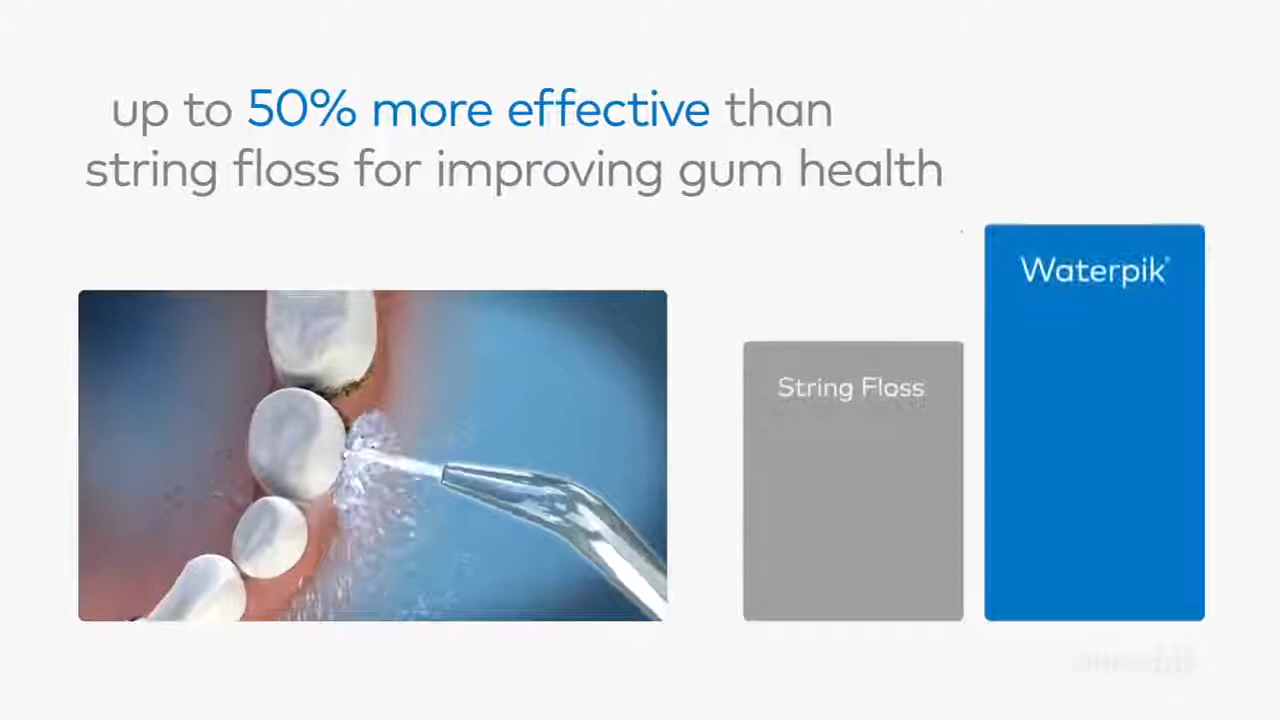 up to 50% more effective than
string floss for improving gum health
Waterpik®
String Floss